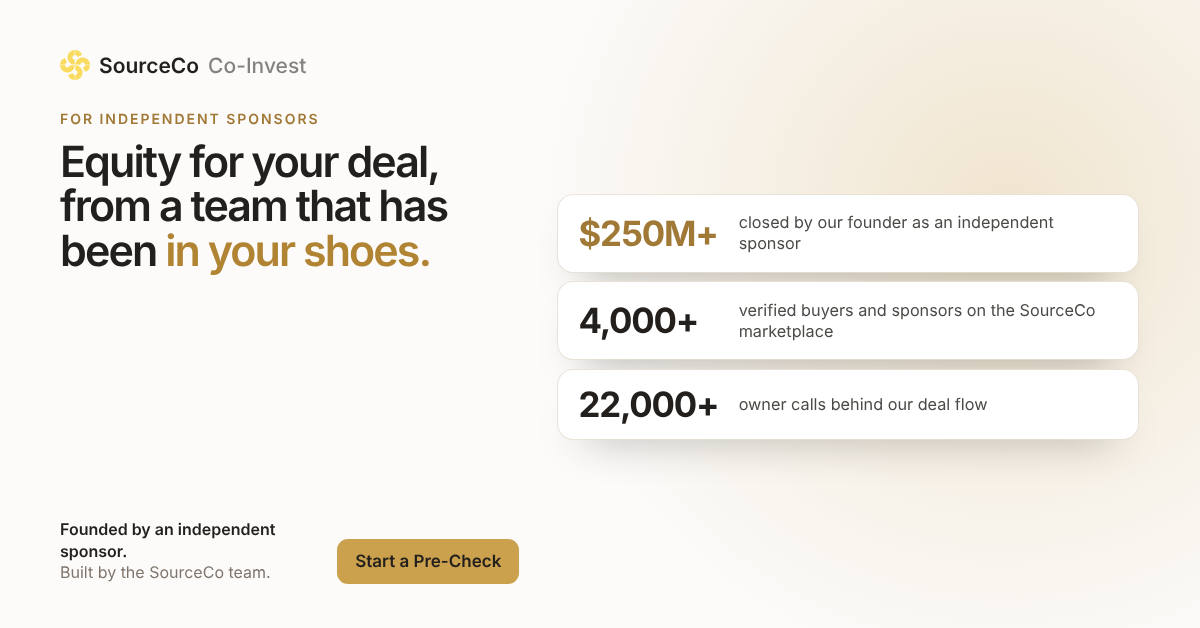 SourceCo Co-Invest
FOR INDEPENDENT SPONSORS
Equity for your deal,
from a team that has
been in your shoes.
$250M+
closed by our founder as an independent
sponsor
4,000+
verified buyers and sponsors on the SourceCo
marketplace
22,000+
owner calls behind our deal flow
Founded by an independent
sponsor.
Built by the SourceCo team.
Start a Pre-Check